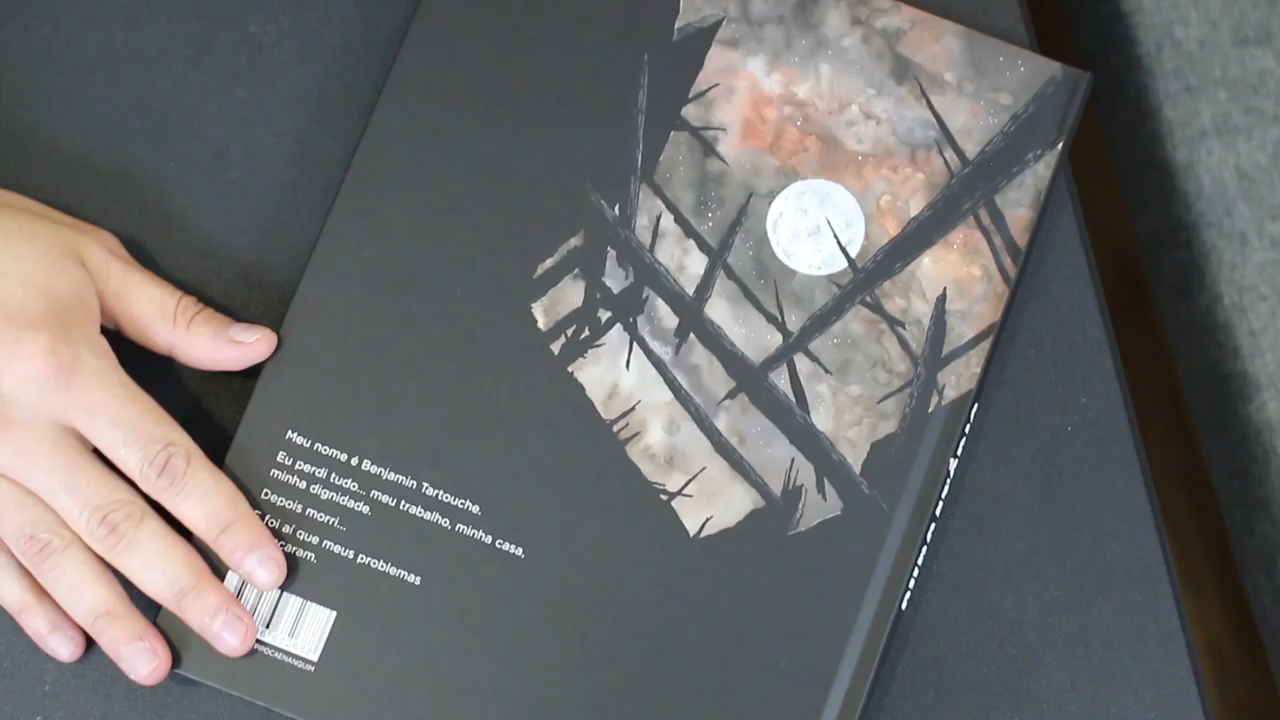 Meu nome é Benjamin Tartouche.
Eu perdi tudo... meu trabalho, minha casa,
minha dignidade.
Depois morri...
foi aí que meus problemas
PIPOCAENANQUIM